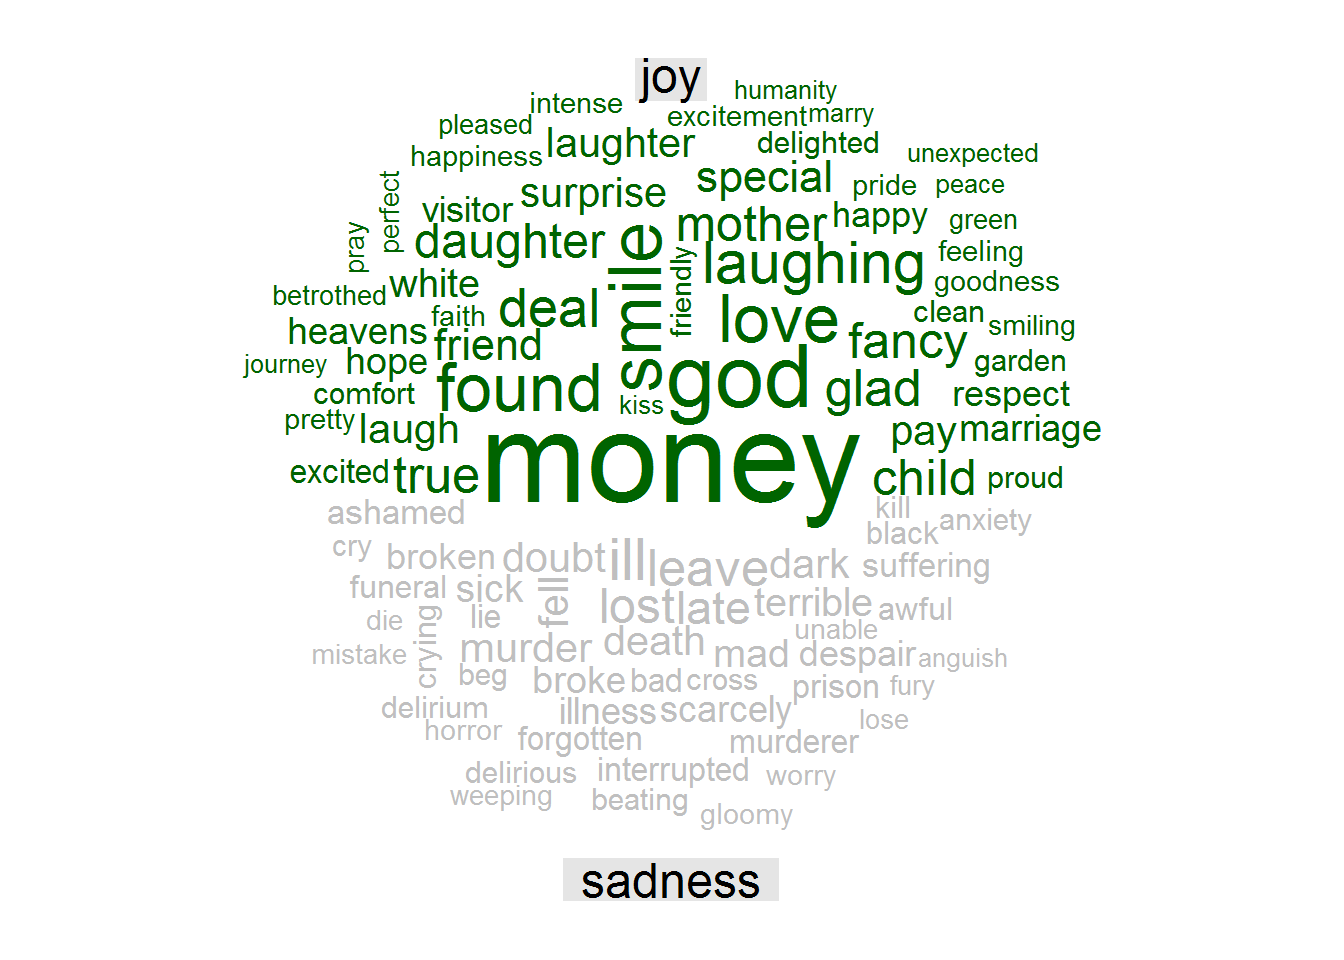 joy
humanity
intense
excitement
marry
pleased
laughter
delighted
happiness
unexpected
special
pride
peace
perfect
surprise
visitor
mother
happy
green
pray
daughter
smile
friendly
laughing
feeling
white
goodness
betrothed
deal
love
clean
faith
smiling
heavens
friend
fancy
journey
hope
garden
found
god
glad
comfort
kiss
respect
pretty
laugh
pay
marriage
money
excited
true
child
proud
ashamed
kill
anxiety
black
cry
broken
doubt
ill
leave
dark
suffering
funeral
sick
fell
lost
late
terrible
awful
die
lie
unable
crying
mistake
murder
death
mad
despair
anguish
beg
broke
bad
cross
prison
fury
delirium
illness
scarcely
lose
horror
forgotten
murderer
delirious
interrupted
worry
weeping
beating
gloomy
sadness